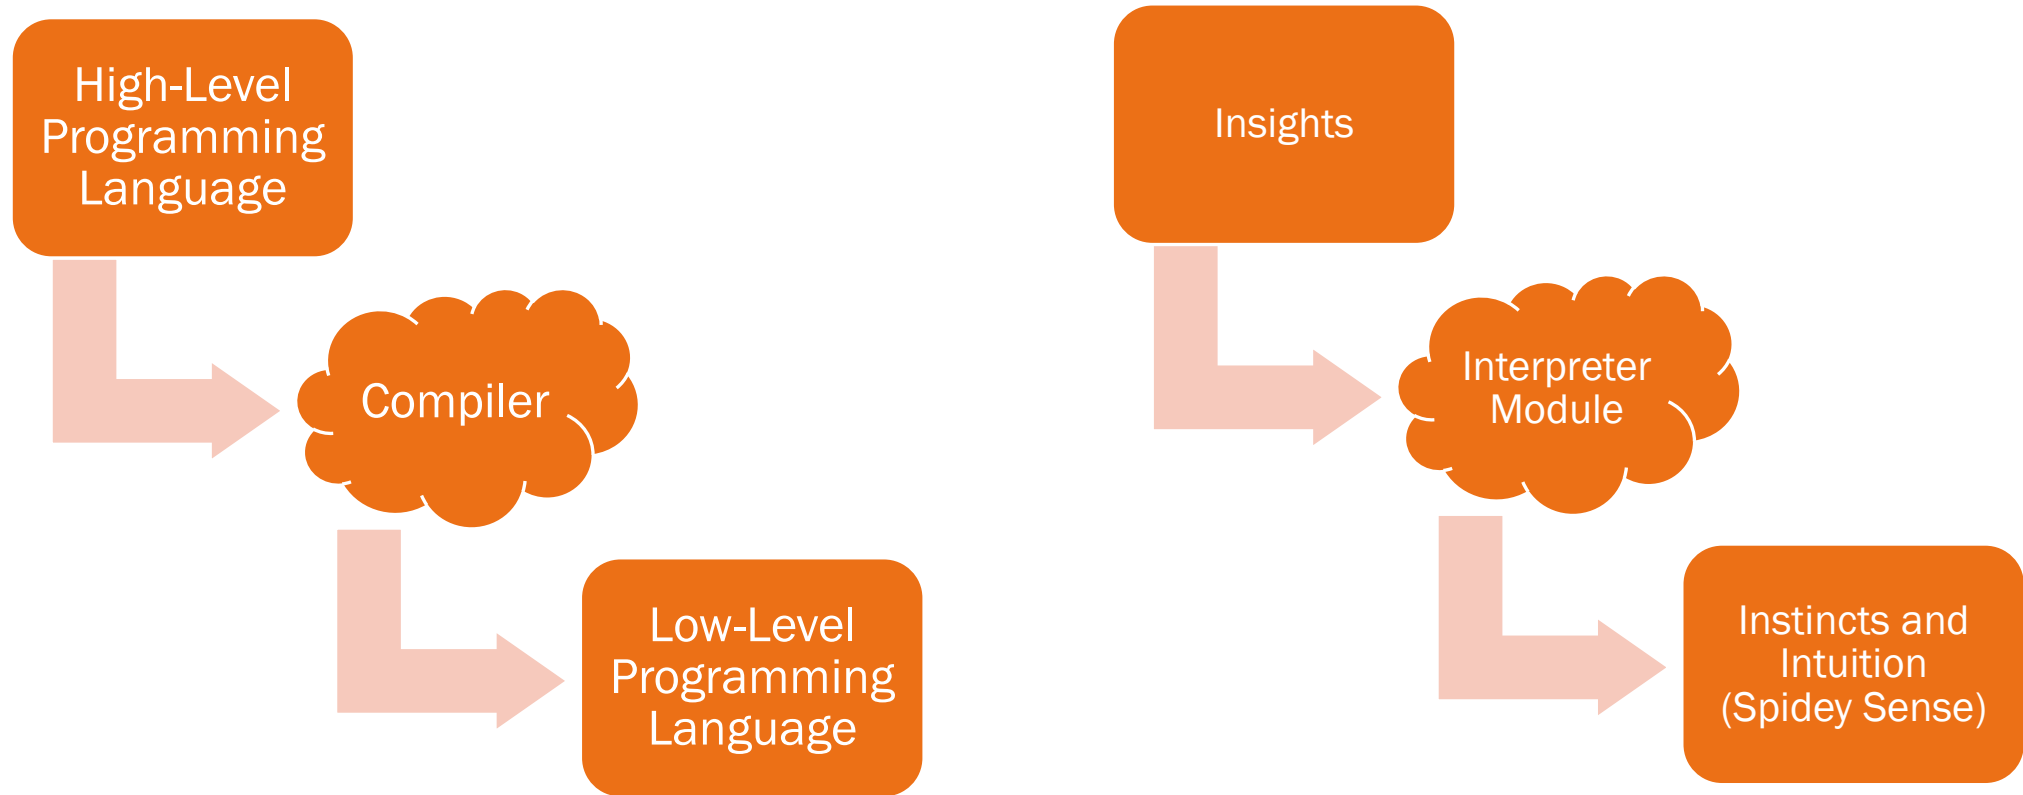 High-Level
Programming
Language
Compiler
Low-Level
Programming
Language
Insights
Interpreter
Module
Instincts and
Intuition
(Spidey Sense)